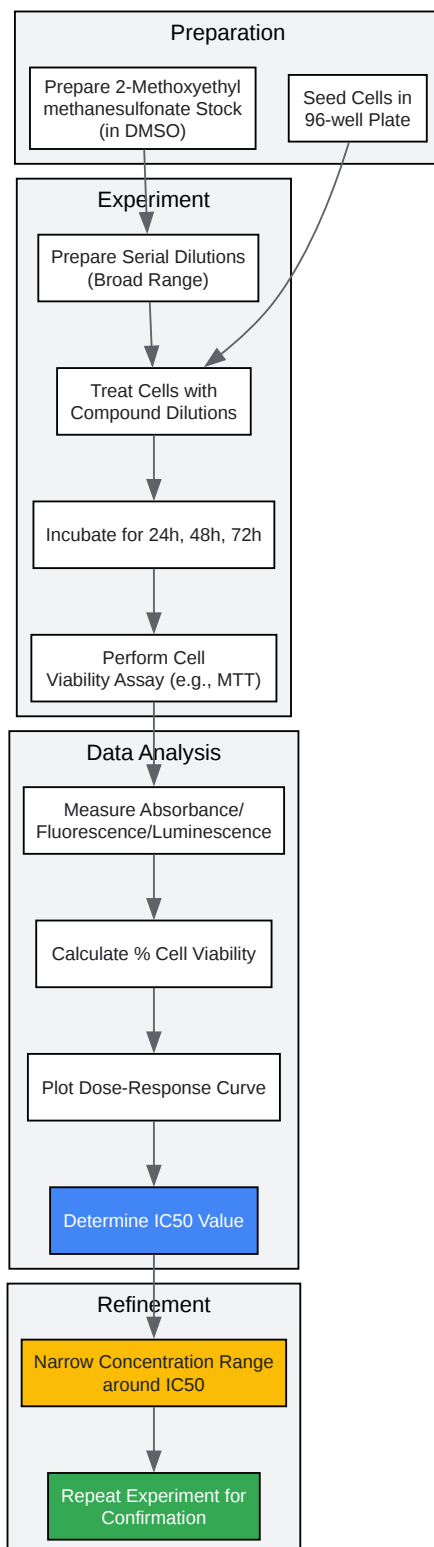 Preparation
Prepare 2-Methoxyethyl
methanesulfonate Stock
(in DMSO)
Seed Cells in
96-well Plate
Experiment
Prepare Serial Dilutions
(Broad Range)
Treat Cells with
Compound Dilutions
Incubate for 24h, 48h, 72h
Perform Cell
Viability Assay (e.g., MTT)
Data Analysis
Measure Absorbance/
Fluorescence/Luminescence
Calculate % Cell Viability
Plot Dose-Response Curve
Determine IC50 Value
Refinement
Narrow Concentration Range
around IC50
Repeat Experiment for
Confirmation